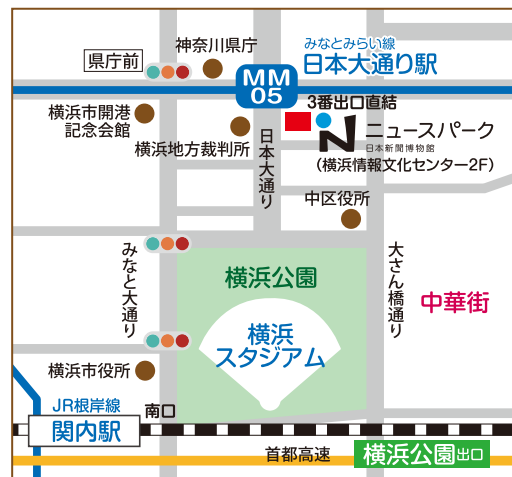 神奈川県庁
県庁前
みなとみらい線
日本大通り駅
MM
05
3番出口直結
横浜市開港
記念会館
横浜地方裁判所
日本大通り
ニュースパーク
日本新聞博物館
(横浜情報文化センター2F)
中区役所
みなと大通り
大さん橋通り
横浜公園
中華街
横浜
スタジアム
横浜市役所
JR根岸線
南口
関内駅
首都高速
横浜公園出口